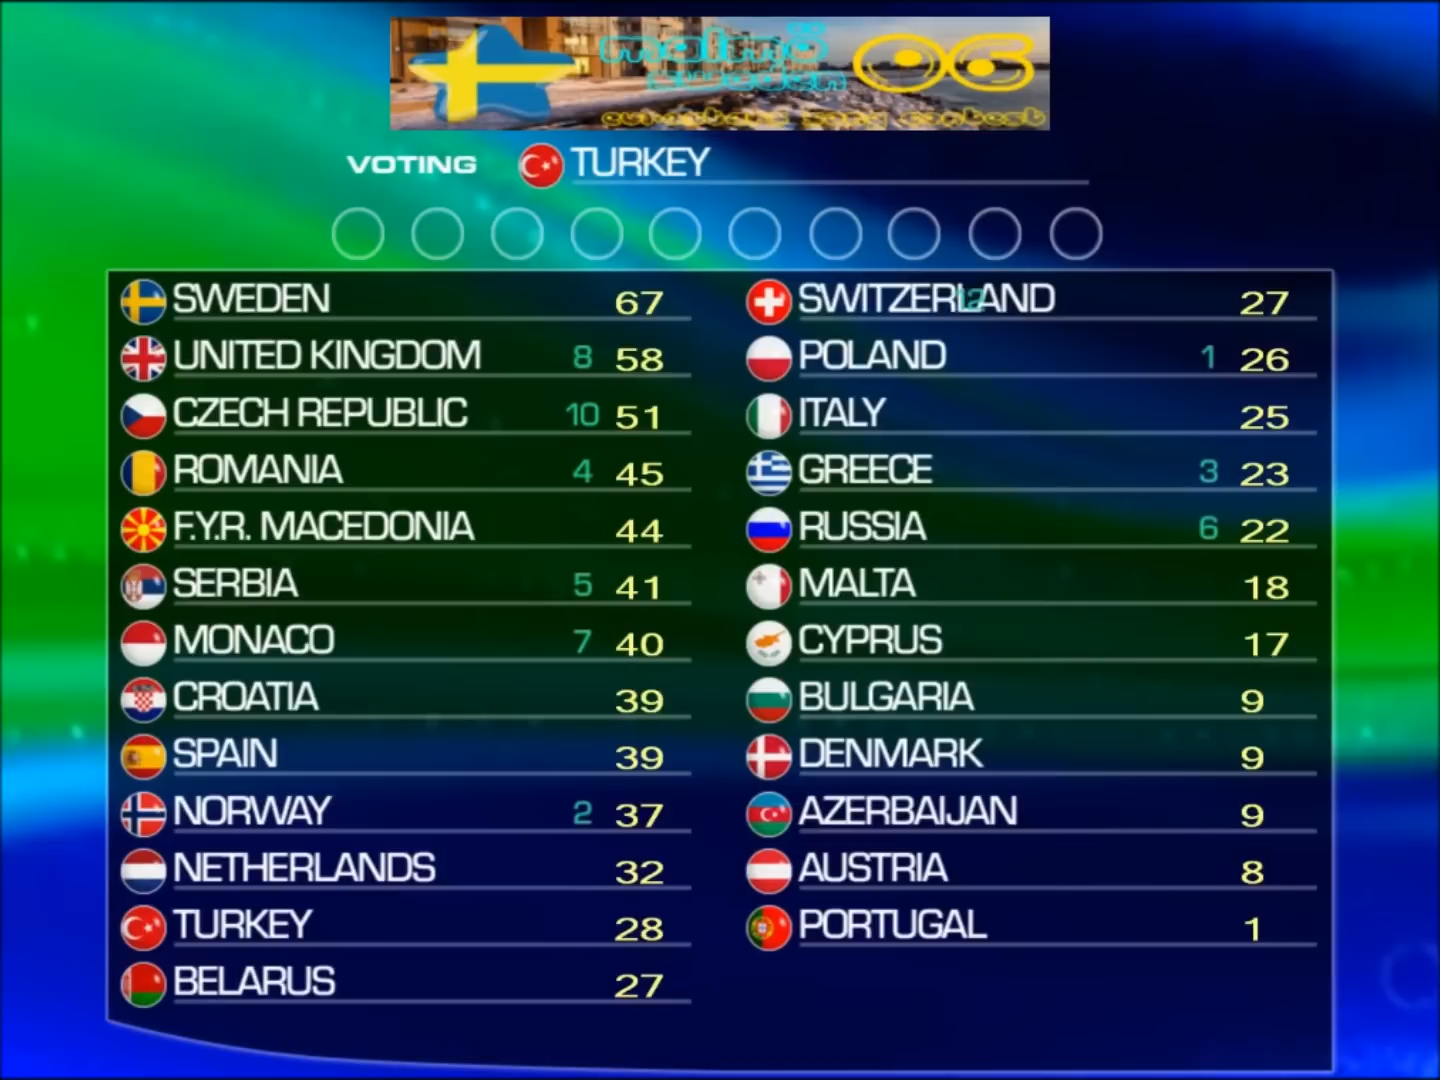 malmö
06
VOTING TURKEY
SWEDEN 67
UNITED KINGDOM 8 58
CZECH REPUBLIC 10 51
ROMANIA 4 45
F.Y.R. MACEDONIA 44
SERBIA 5 41
MONACO 7 40
CROATIA 39
SPAIN 39
NORWAY 2 37
NETHERLANDS 32
TURKEY 28
BELARUS 27
SWITZERLAND 12 27
POLAND 1 26
ITALY 25
GREECE 3 23
RUSSIA 6 22
MALTA 18
CYPRUS 17
BULGARIA 9
DENMARK 9
AZERBAIJAN 9
AUSTRIA 8
PORTUGAL 1